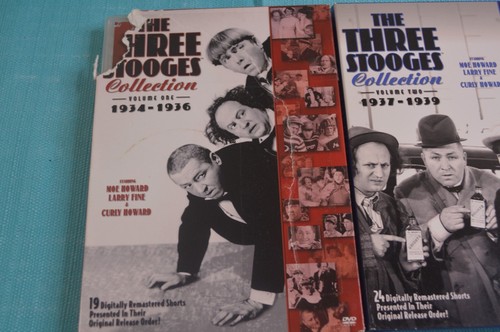 THE
THREE
STOOGES
Collection
VOLUME ONE
1934-1936
STARRING
MOE HOWARD
LARRY FINE
& CURLY HOWARD
19 Digitally Remastered Shorts
Presented In Their
Original Release Order!
DVD
THE
THREE
STOOGES
Collection
VOLUME TWO
1937-1939
STARRING
MOE HOWARD
LARRY FINE
& CURLY HOWARD
24 Digitally Remastered Shorts
Presented In Their
Original Release Order!